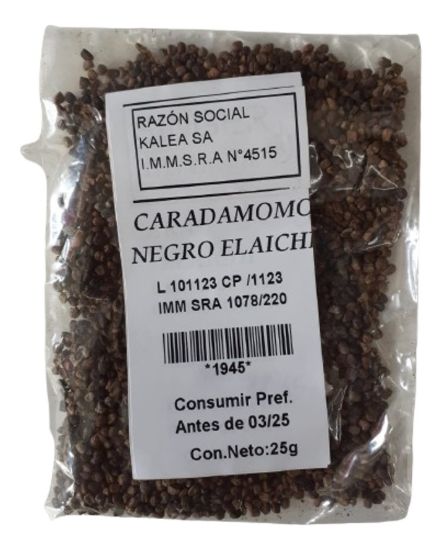 RAZÓN SOCIAL
KALEA SA
I.M.M.S.R.A N°4515
CARADAMOMO
NEGRO ELAICHI
L 101123 CP /1123
IMM SRA 1078/220
*1945*
Consumir Pref.
Antes de 03/25
Con.Neto:25g